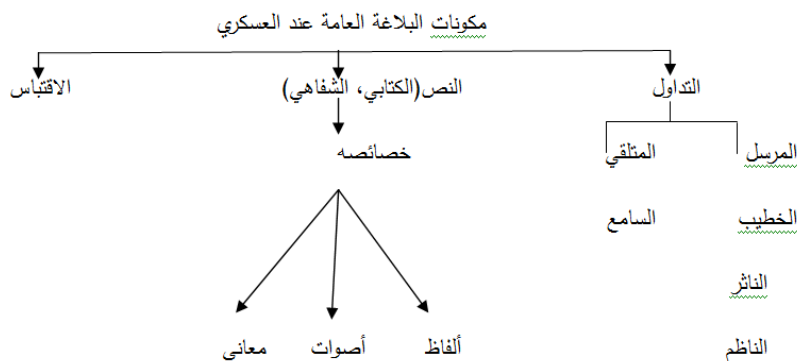 مكونات البلاغة العامة عند العسكري
التداول النص(الكتابي، الشفاهي) الاقتباس
المرسل المتلقي خصائصه
الخطيب السامع
الناثر
الناظم ألفاظ أصوات معاني